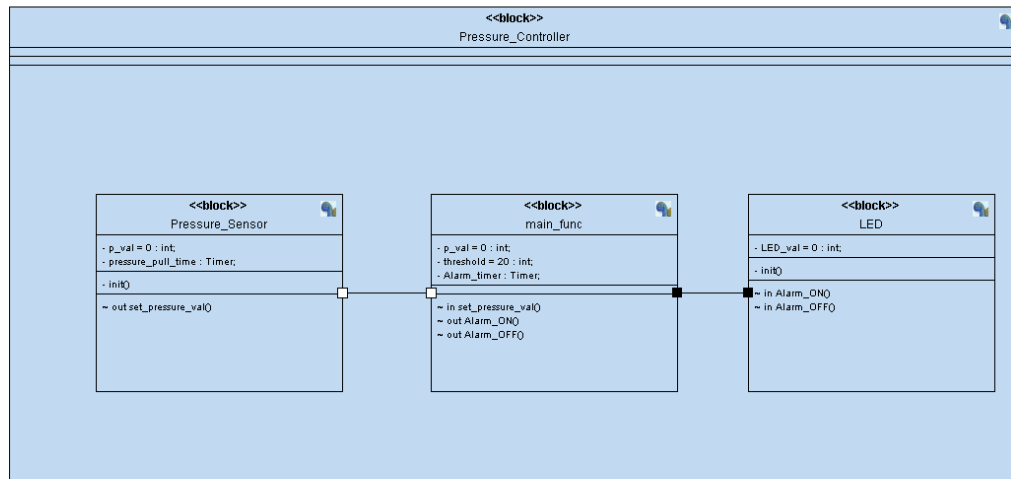 <<block>>
Pressure_Controller
<<block>>
Pressure_Sensor
- p_val = 0 : int;
- pressure_pull_time : Timer;
- init()
~ out set_pressure_val()
<<block>>
main_func
- p_val = 0 : int;
- threshold = 20 : int;
- Alarm_timer : Timer;
~ in set_pressure_val()
~ out Alarm_ON()
~ out Alarm_OFF()
<<block>>
LED
- LED_val = 0 : int;
- init()
~ in Alarm_ON()
~ in Alarm_OFF()